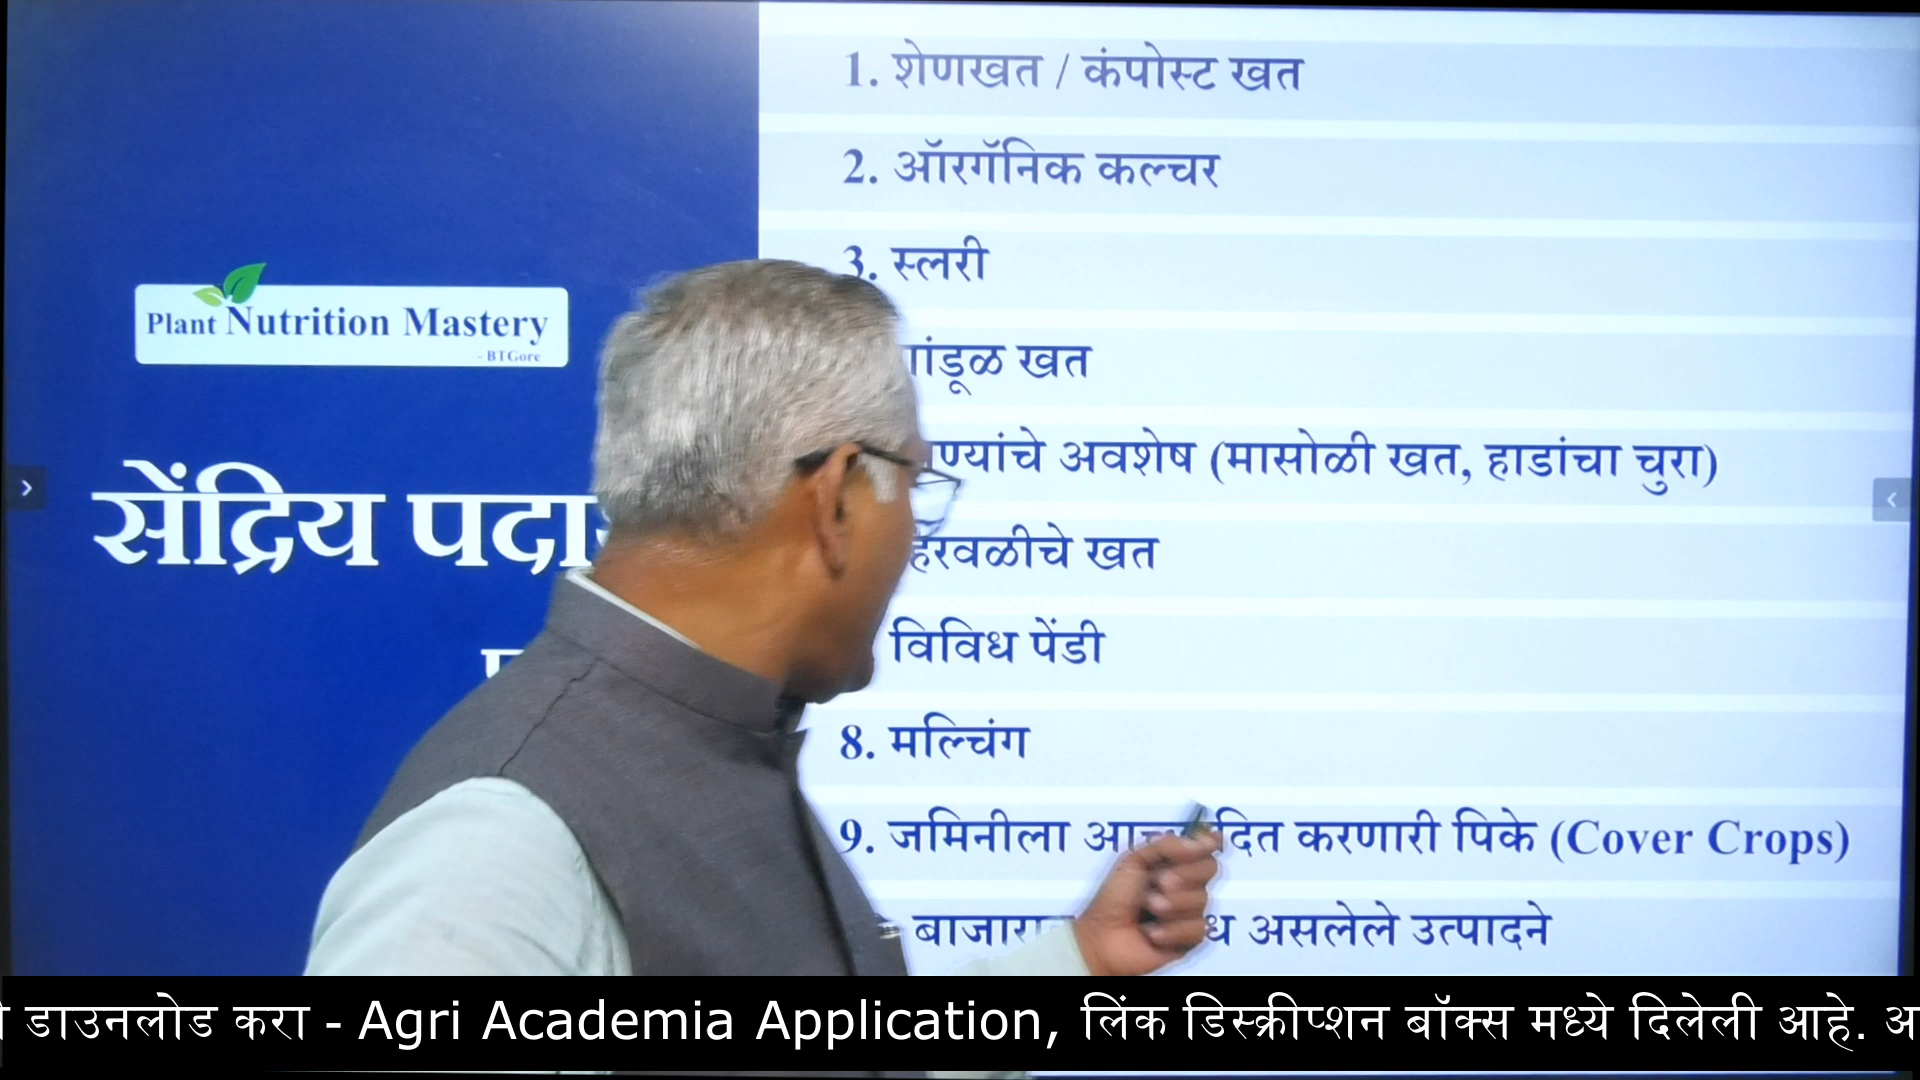 Plant Nutrition Mastery
- BTGore
सेंद्रिय
1. शेणखत / कंपोस्ट खत
2. ऑरगॅनिक कल्चर
3. स्लरी
खत
अवशेष (मासोळी खत, हाडांचा चुरा)
हिरवळीचे खत
विविध पेंडी
8. मल्चिंग
9. जमिनीला करणारी पिके (Cover Crops)
असलेले उत्पादने
डाउनलोड करा - Agri Academia Application, लिंक डिस्क्रीप्शन बॉक्स मध्ये दिलेली आहे.